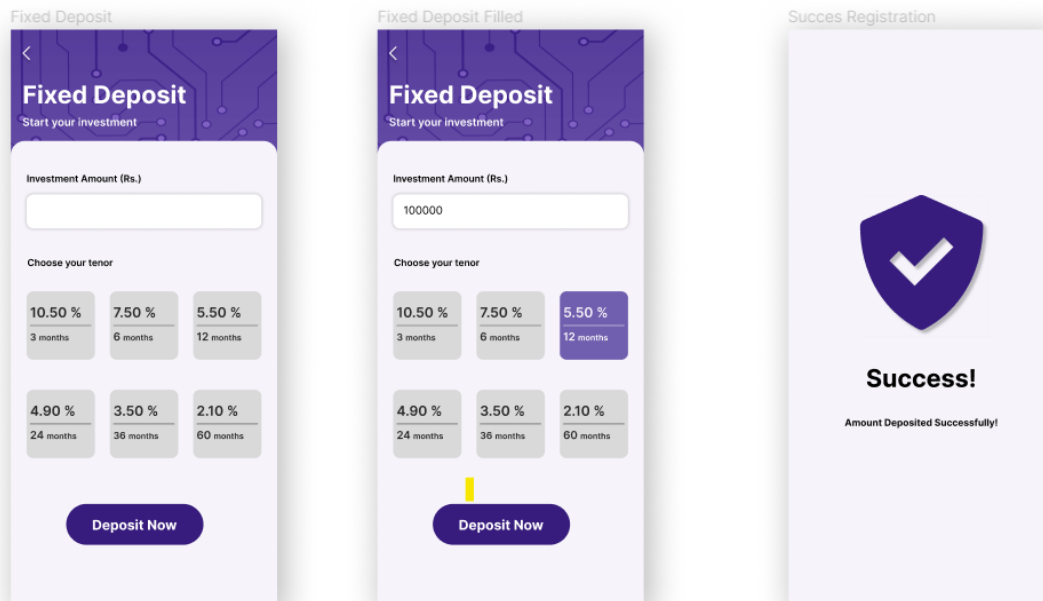 Fixed Deposit
Fixed Deposit
Start your investment
Investment Amount (Rs.)
Choose your tenor
10.50 %
3 months
7.50 %
6 months
5.50 %
12 months
4.90 %
24 months
3.50 %
36 months
2.10 %
60 months
Deposit Now
Fixed Deposit Filled
Fixed Deposit
Start your investment
Investment Amount (Rs.)
100000
Choose your tenor
10.50 %
3 months
7.50 %
6 months
5.50 %
12 months
4.90 %
24 months
3.50 %
36 months
2.10 %
60 months
Deposit Now
Succes Registration
Success!
Amount Deposited Successfully!